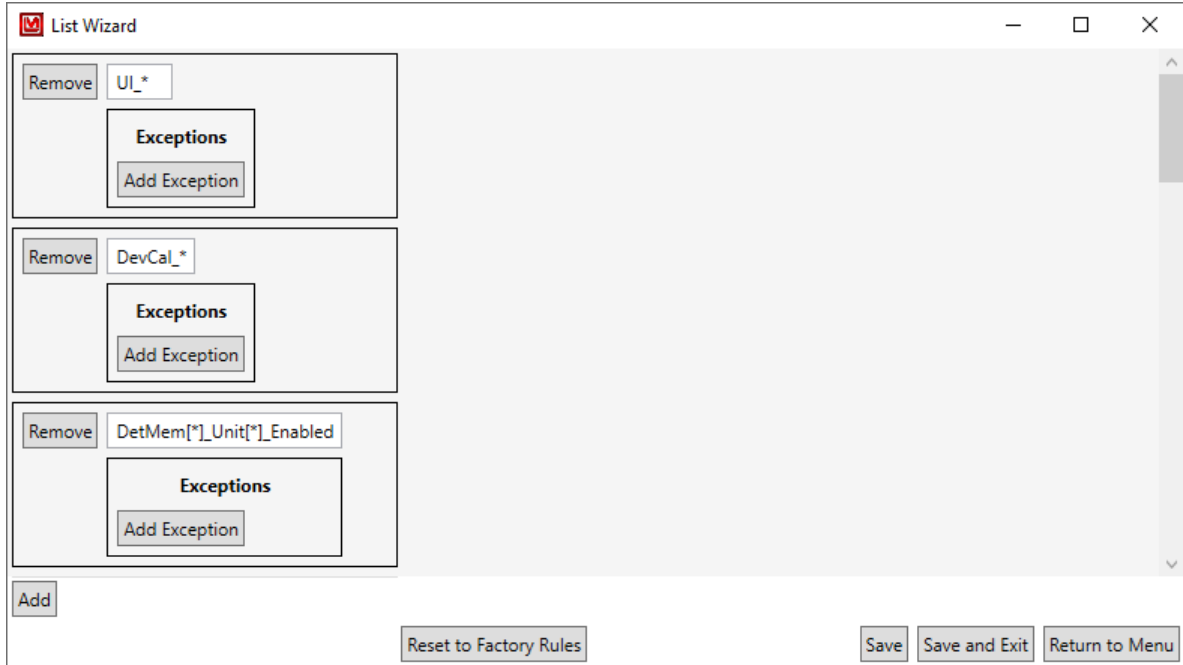 List Wizard
Remove UI_*
Exceptions
Add Exception
Remove DevCal_*
Exceptions
Add Exception
Remove DetMem[*]_Unit[*]_Enabled
Exceptions
Add Exception
Add
Reset to Factory Rules Save Save and Exit Return to Menu